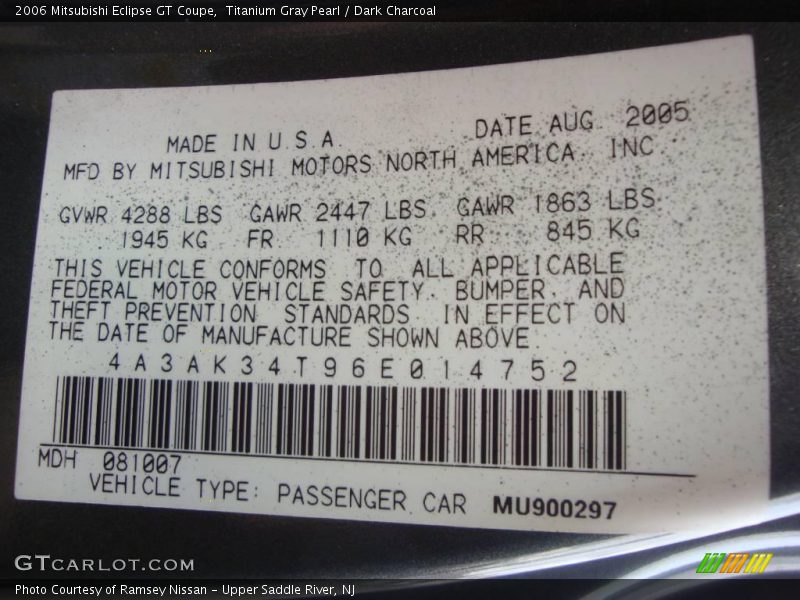 2006 Mitsubishi Eclipse GT Coupe,  Titanium Gray Pearl / Dark Charcoal
MADE IN U.S.A. DATE AUG. 2005
MFD BY MITSUBISHI MOTORS NORTH AMERICA. INC
GVWR 4288 LBS GAWR 2447 LBS. GAWR 1863 LBS.
1945 KG FR 1110 KG RR 845 KG
THIS VEHICLE CONFORMS TO ALL APPLICABLE
FEDERAL MOTOR VEHICLE SAFETY. BUMPER. AND
THEFT PREVENTION STANDARDS IN EFFECT ON
THE DATE OF MANUFACTURE SHOWN ABOVE.
4A3AK34T96E014752
MDH 081007
VEHICLE TYPE: PASSENGER CAR MU900297
GTCARLOT.COM
Photo Courtesy of Ramsey Nissan – Upper Saddle River, NJ